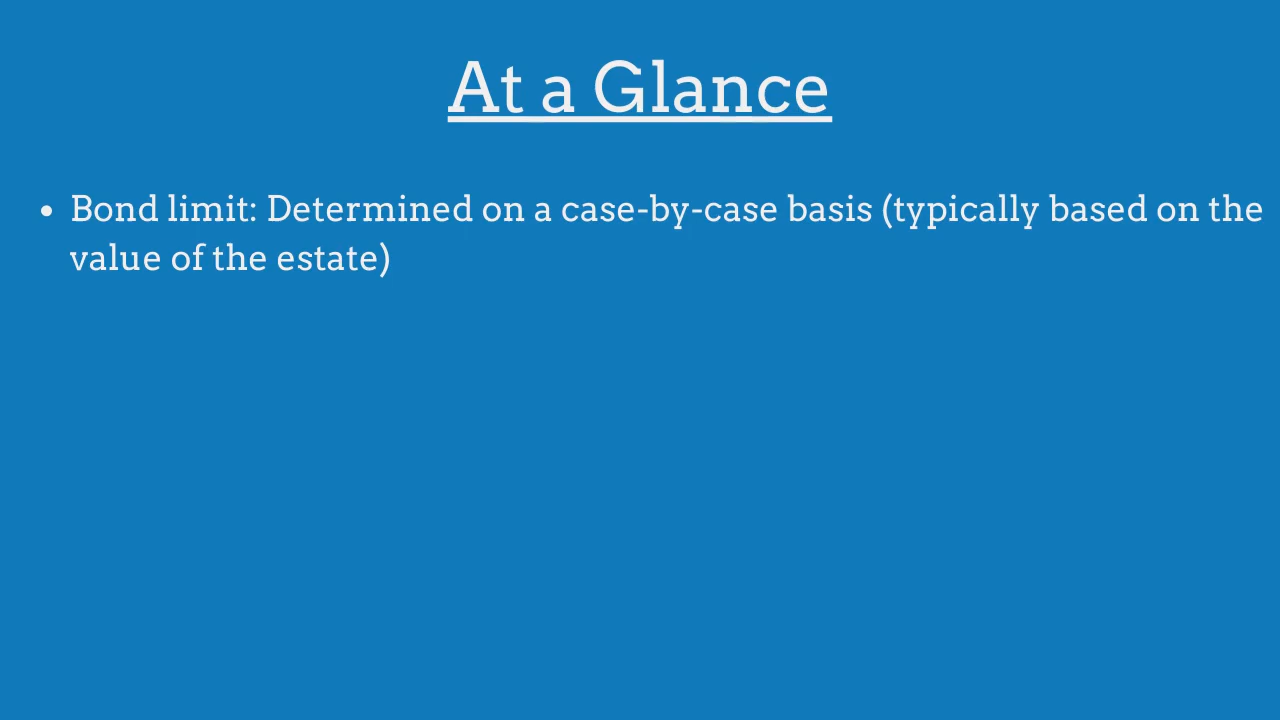 At a Glance
• Bond limit: Determined on a case-by-case basis (typically based on the
value of the estate)